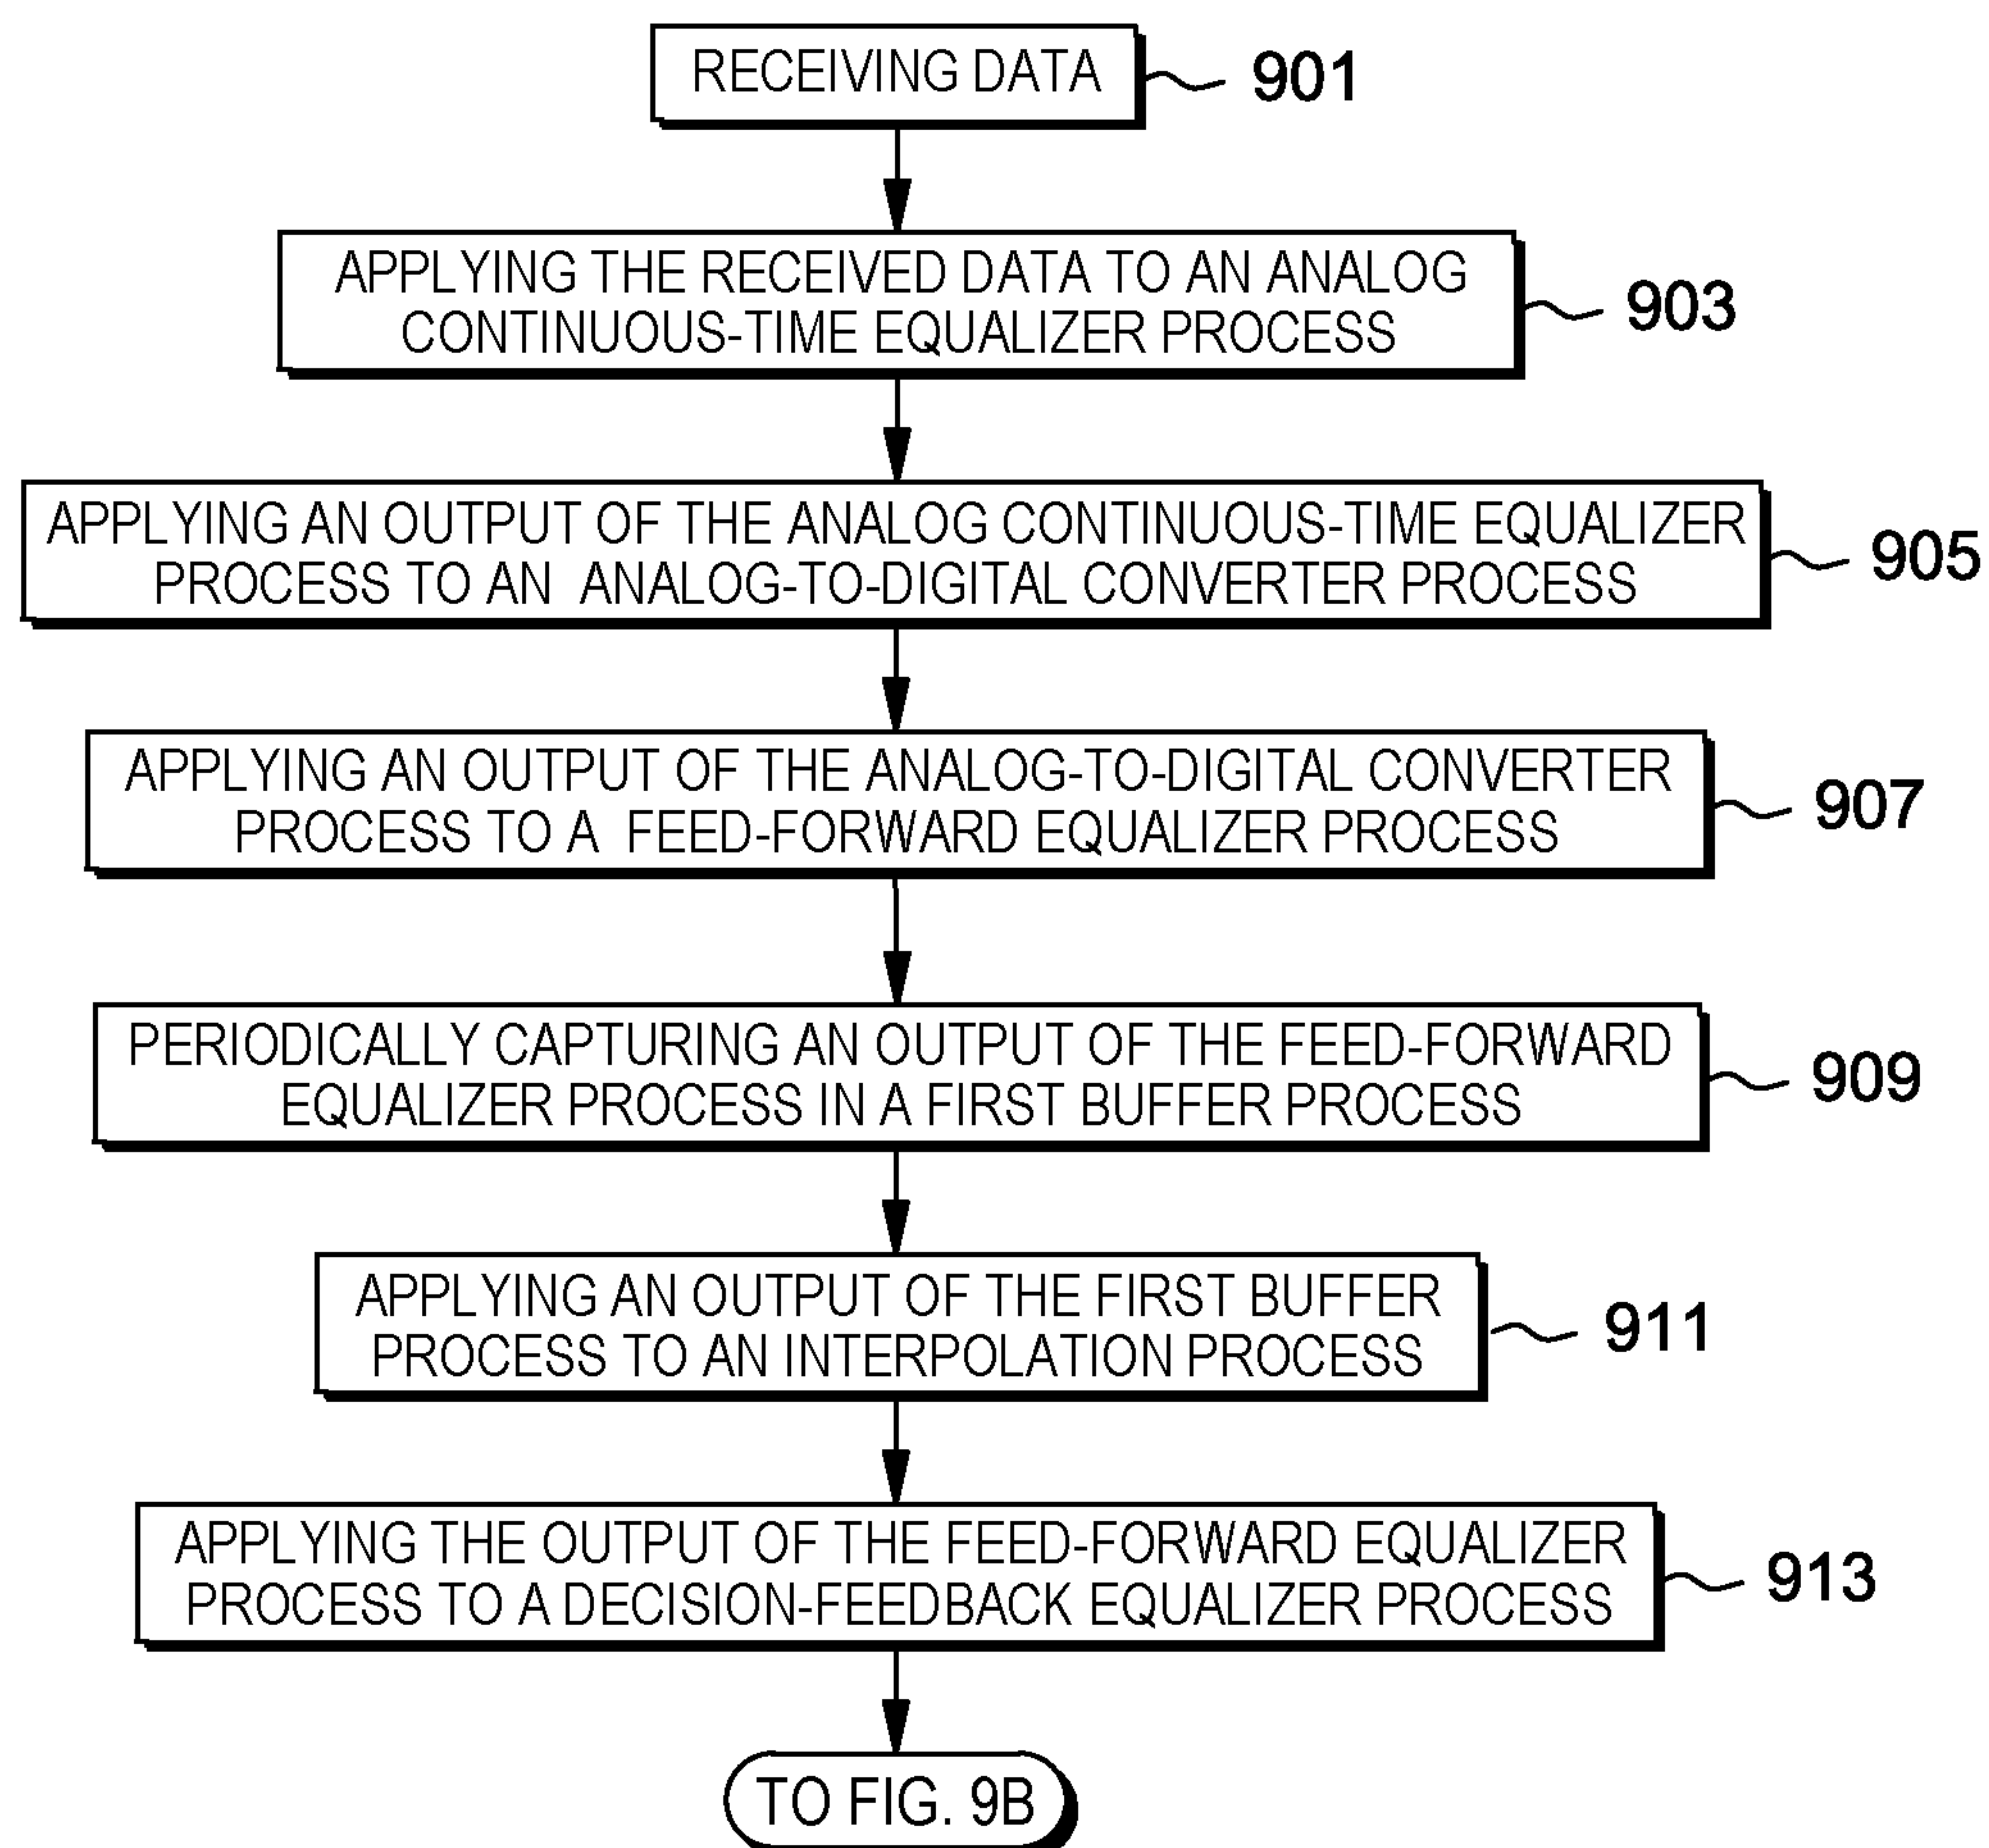 RECEIVING DATA
901
APPLYING THE RECEIVED DATA TO AN ANALOG
CONTINUOUS-TIME EQUALIZER PROCESS
903
APPLYING AN OUTPUT OF THE ANALOG CONTINUOUS-TIME EQUALIZER
PROCESS TO AN ANALOG-TO-DIGITAL CONVERTER PROCESS
905
APPLYING AN OUTPUT OF THE ANALOG-TO-DIGITAL CONVERTER
PROCESS TO A FEED-FORWARD EQUALIZER PROCESS
907
PERIODICALLY CAPTURING AN OUTPUT OF THE FEED-FORWARD
EQUALIZER PROCESS IN A FIRST BUFFER PROCESS
909
APPLYING AN OUTPUT OF THE FIRST BUFFER
PROCESS TO AN INTERPOLATION PROCESS
911
APPLYING THE OUTPUT OF THE FEED-FORWARD EQUALIZER
PROCESS TO A DECISION-FEEDBACK EQUALIZER PROCESS
913
TO FIG. 9B